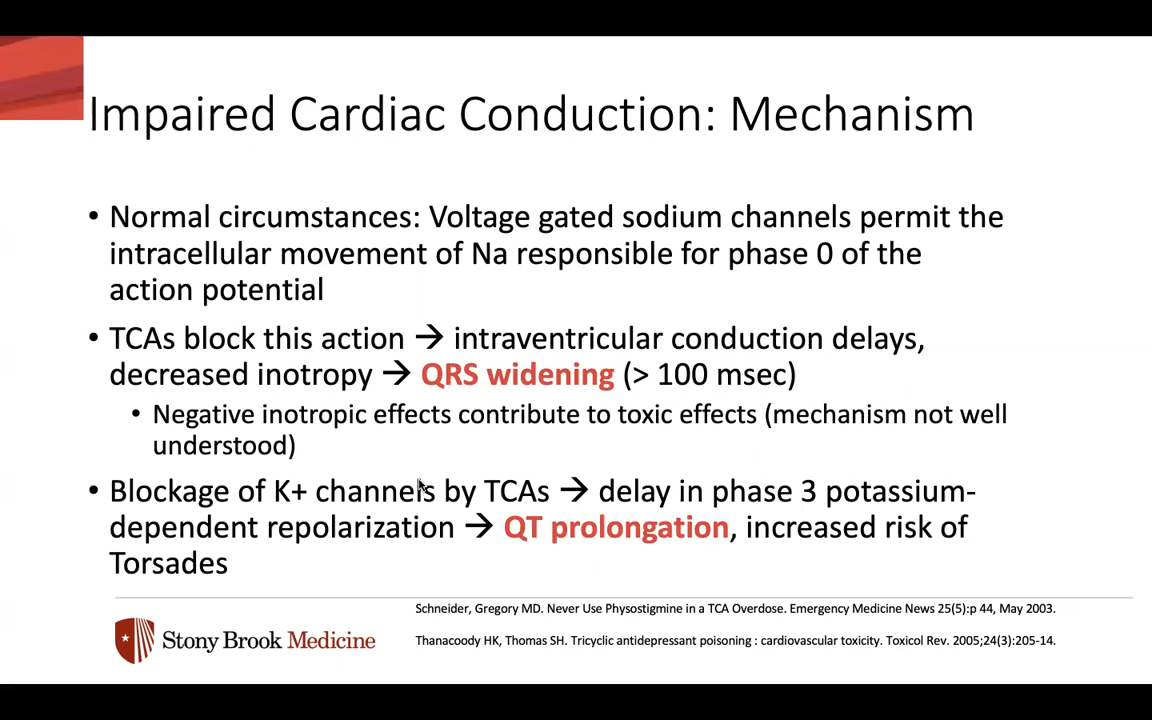 Impaired Cardiac Conduction: Mechanism
• Normal circumstances: Voltage gated sodium channels permit the
intracellular movement of Na responsible for phase 0 of the
action potential
• TCAs block this action → intraventricular conduction delays,
decreased inotropy → QRS widening (> 100 msec)
• Negative inotropic effects contribute to toxic effects (mechanism not well
understood)
• Blockage of K+ channels by TCAs → delay in phase 3 potassium-
dependent repolarization → QT prolongation, increased risk of
Torsades
Schneider, Gregory MD. Never Use Physostigmine in a TCA Overdose. Emergency Medicine News 25(5):p 44, May 2003.
Stony Brook Medicine
Thanacoody HK, Thomas SH. Tricyclic antidepressant poisoning : cardiovascular toxicity. Toxicol Rev. 2005;24(3):205-14.